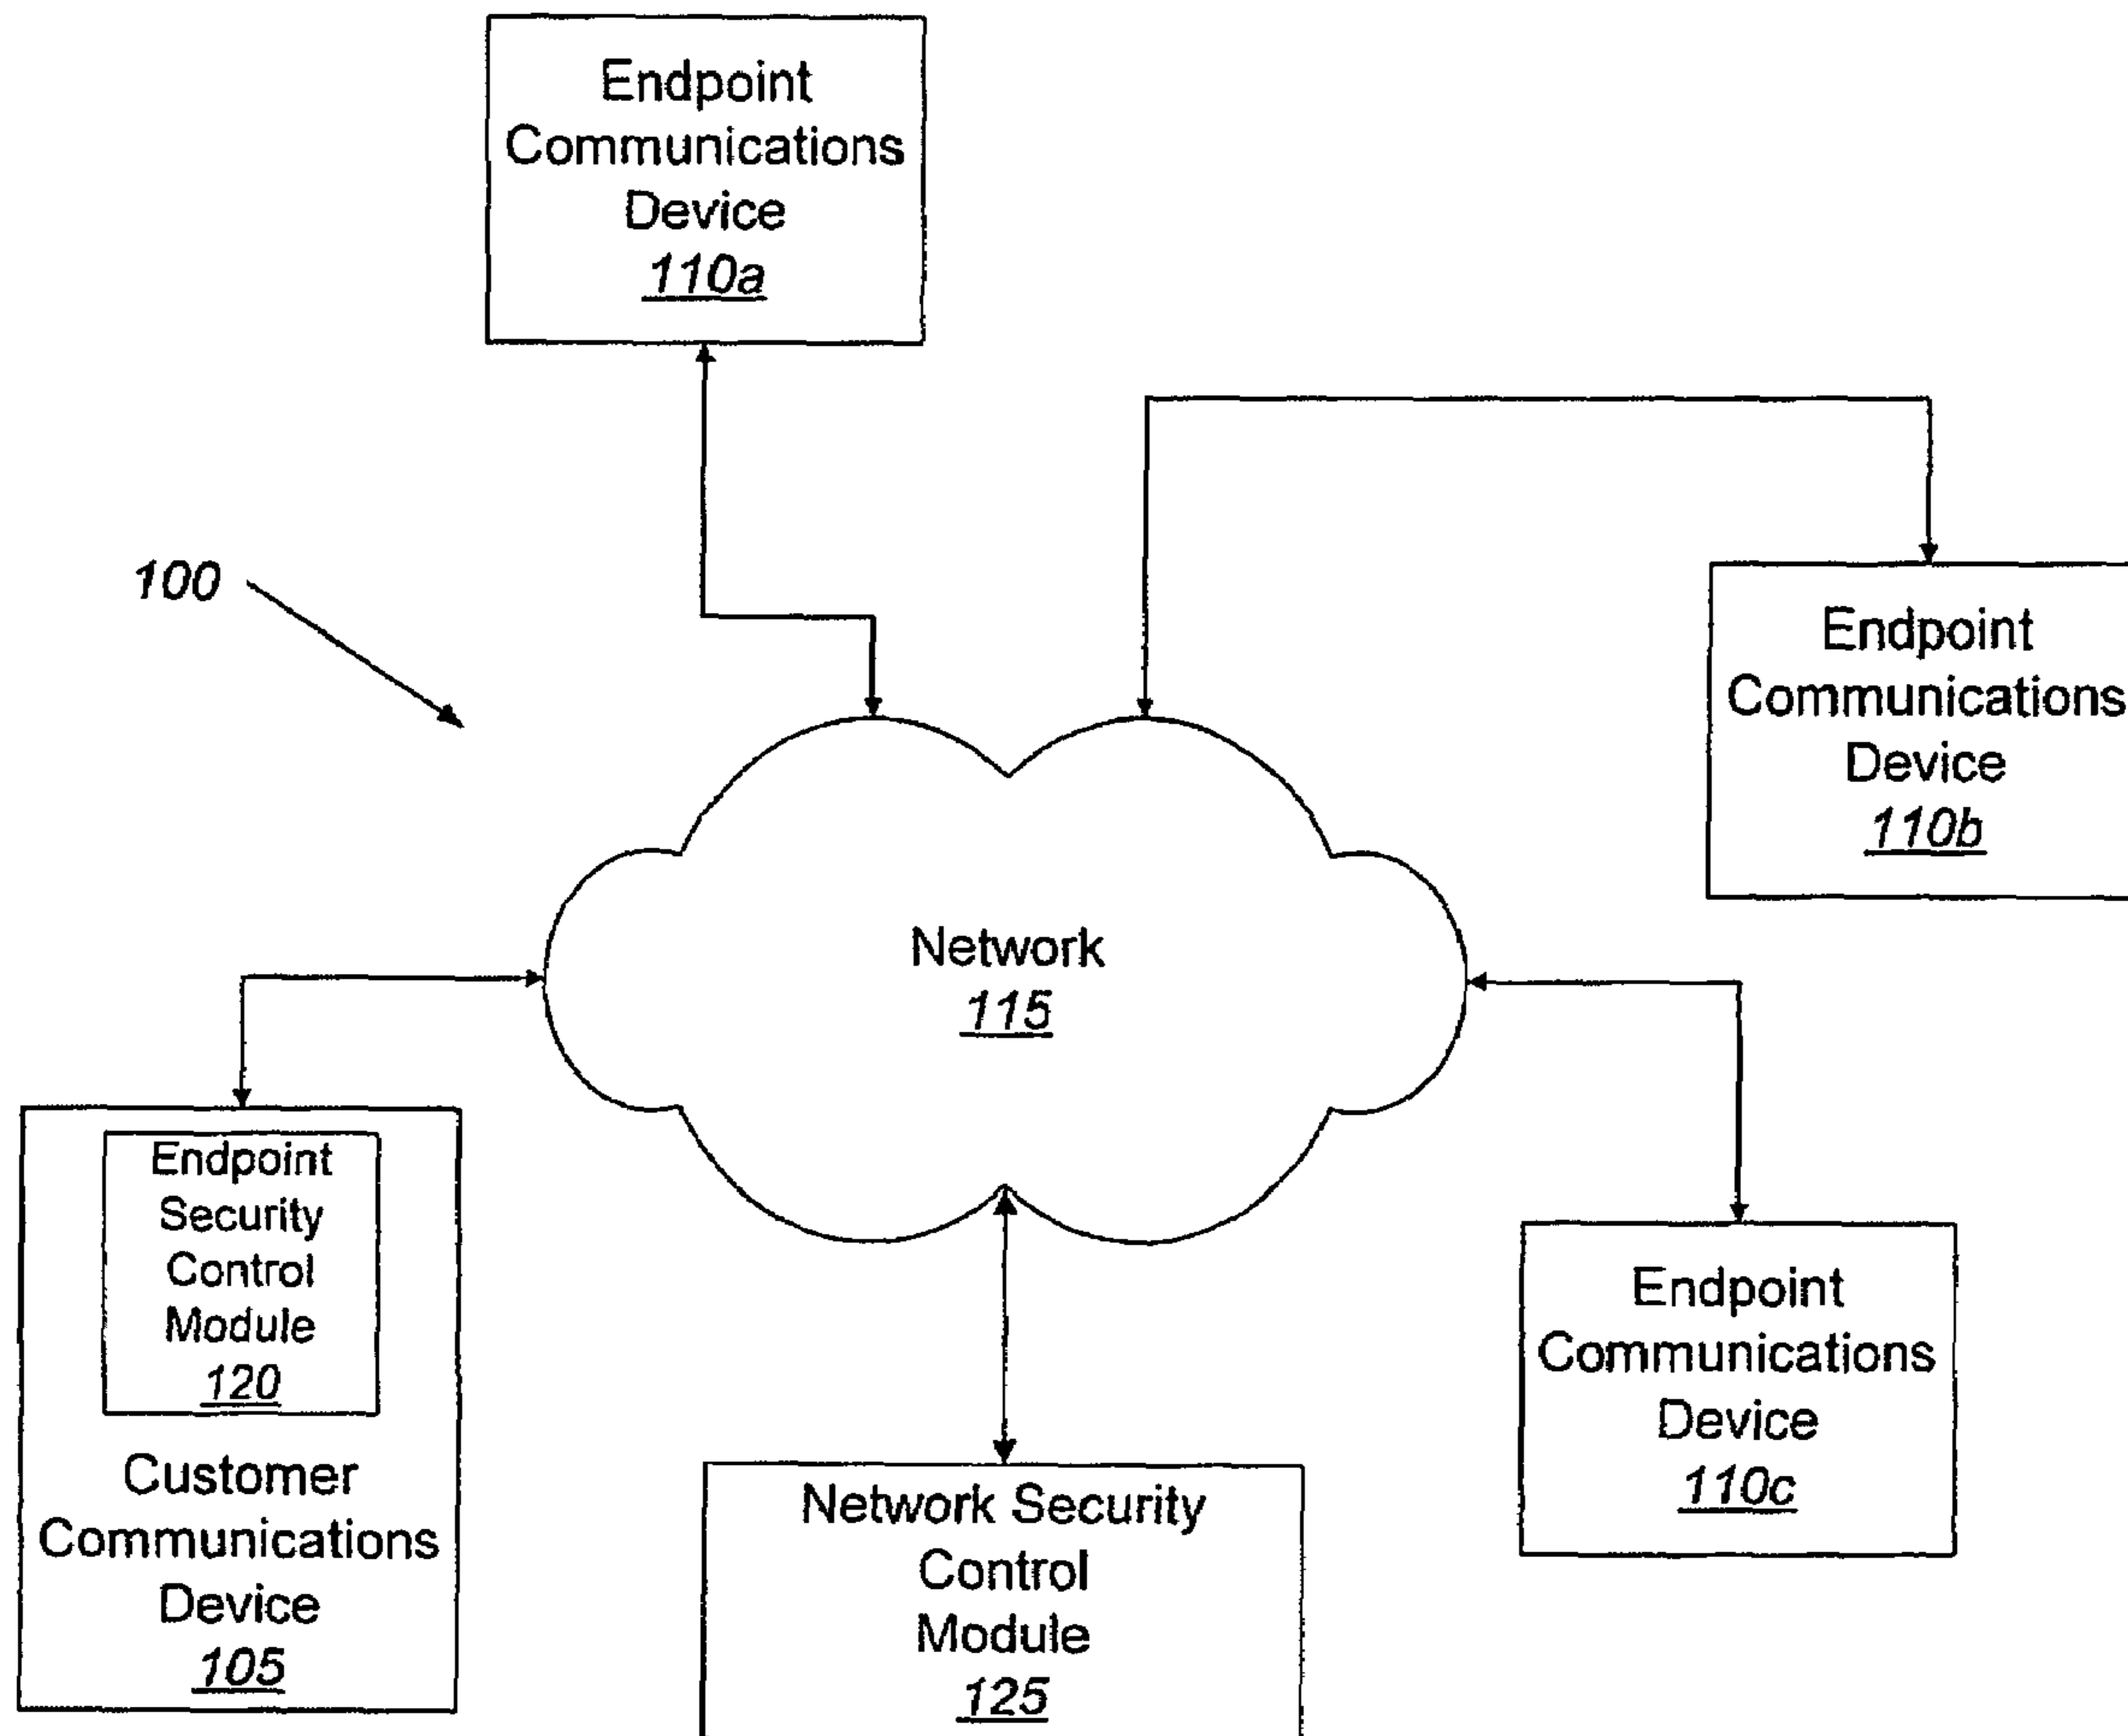 Endpoint
Communications
Device
110a
100
Endpoint
Communications
Device
110b
Network
115
Endpoint
Security
Control
Module
120
Customer
Communications
Device
105
Network Security
Control
Module
125
Endpoint
Communications
Device
110c